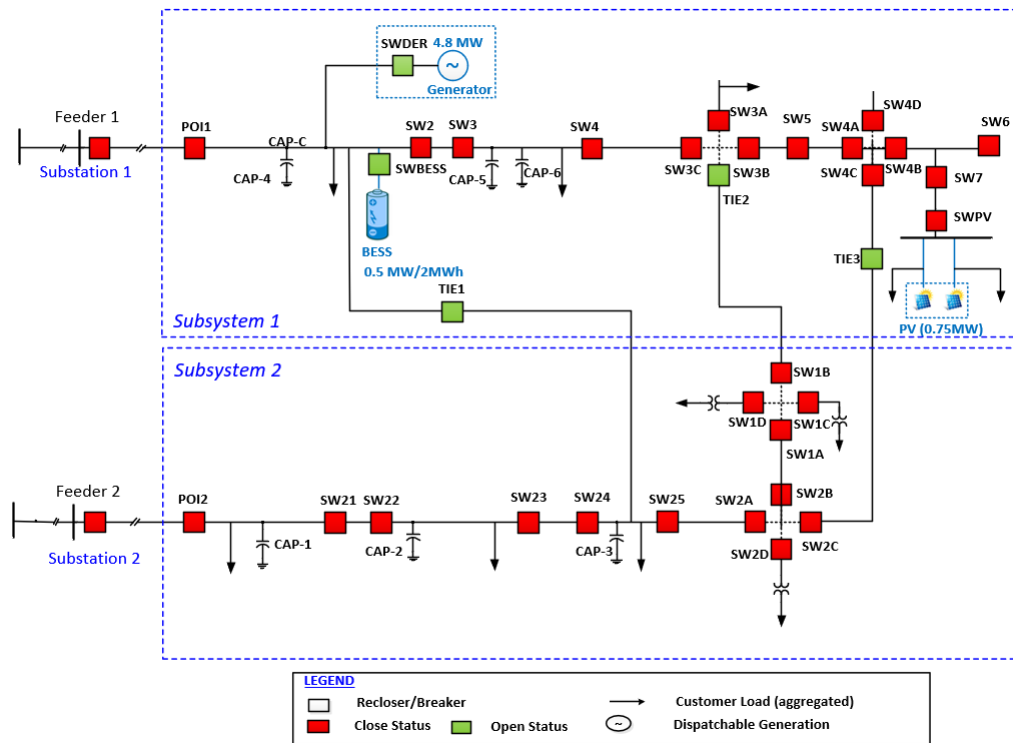 SWDER 4.8 MW
~
Generator
Feeder 1
Substation 1
POI1
CAP-C
CAP-4
SWBESS
BESS
0.5 MW/2MWh
SW2
SW3
CAP-5
CAP-6
SW4
SW3A
SW3C
SW3B
TIE2
SW5
SW4A
SW4D
SW4B
SW4C
SW6
SW7
SWPV
TIE3
PV (0.75MW)
TIE1
Subsystem 1
Subsystem 2
SW1B
SW1D
SW1C
SW1A
Feeder 2
Substation 2
POI2
CAP-1
SW21
SW22
CAP-2
SW23
SW24
CAP-3
SW25
SW2A
SW2B
SW2C
SW2D
LEGEND
Recloser/Breaker
Customer Load (aggregated)
Close Status
Open Status
~
Dispatchable Generation